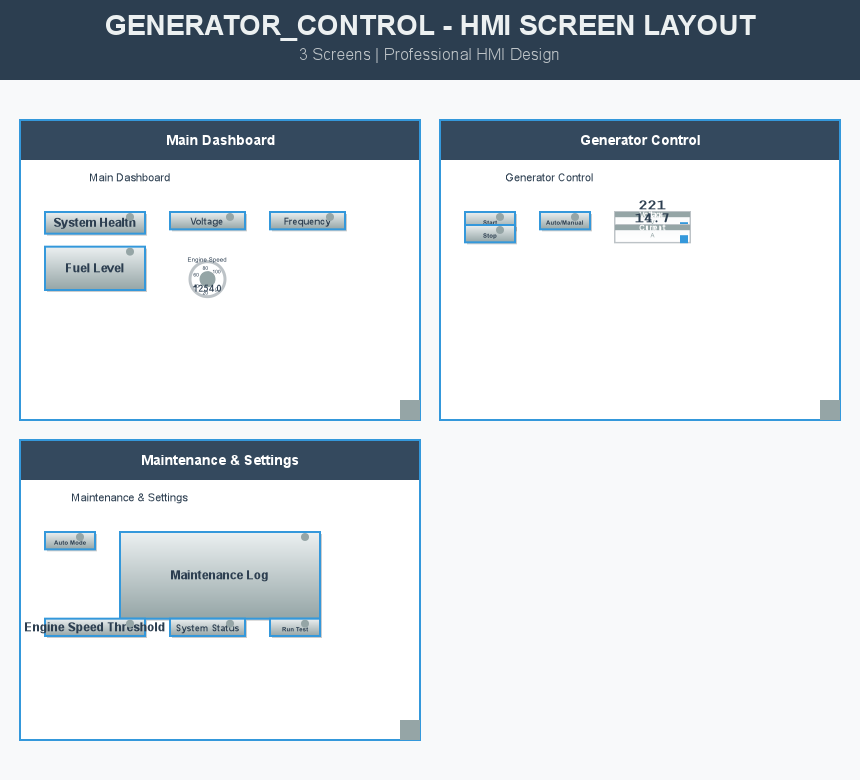 GENERATOR_CONTROL - HMI SCREEN LAYOUT
3 Screens | Professional HMI Design
Main Dashboard
Main Dashboard
System Health
Voltage
Frequency
Fuel Level
Engine Speed
80
60
100
1254.0
20
Generator Control
Generator Control
Start
Stop
Auto/Manual
221
14.7
Current
A
Maintenance & Settings
Maintenance & Settings
Auto Mode
Maintenance Log
Engine Speed Threshold
System Status
Run Test